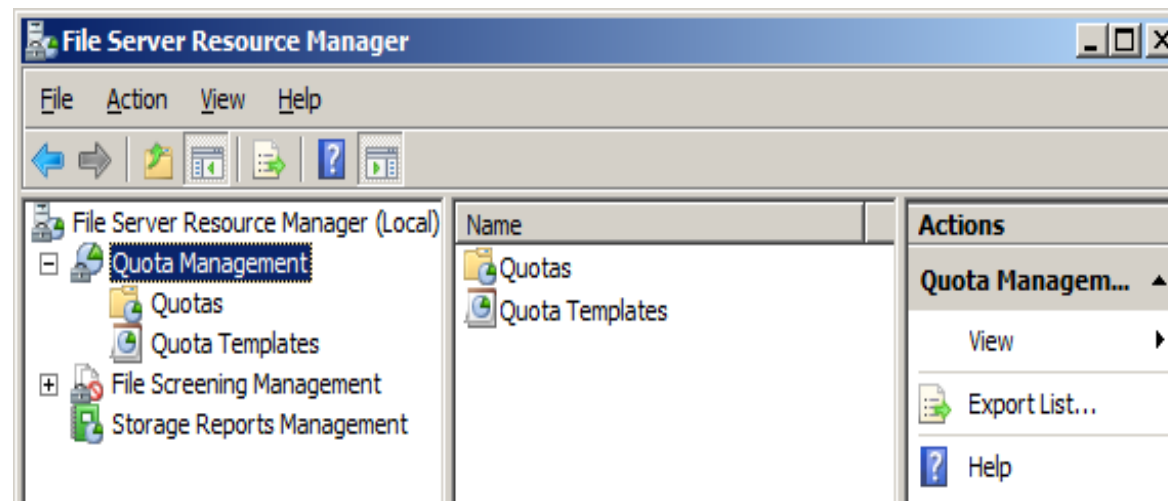 File Server Resource Manager
File Action View Help
File Server Resource Manager (Local)
Quota Management
Quotas
Quota Templates
File Screening Management
Storage Reports Management
Name
Quotas
Quota Templates
Actions
Quota Managem...
View
Export List...
Help